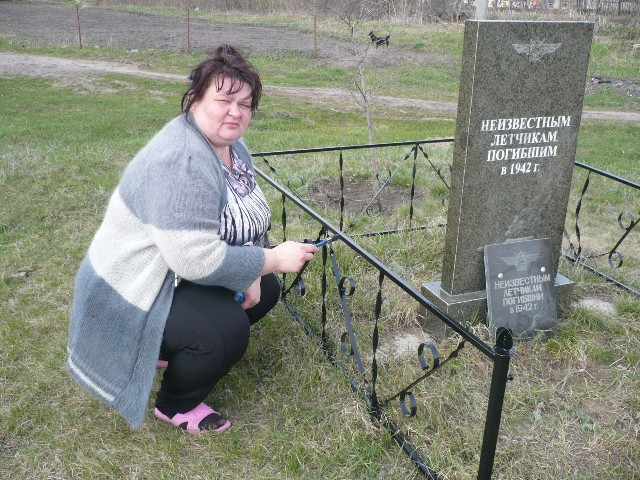 НЕИЗВЕСТНЫМ
ЛЕТЧИКАМ,
ПОГИБШИМ
в 1942 г.
НЕИЗВЕСТНЫМ
ЛЕТЧИКАМ
ПОГИБШИМ
в 1942 г.